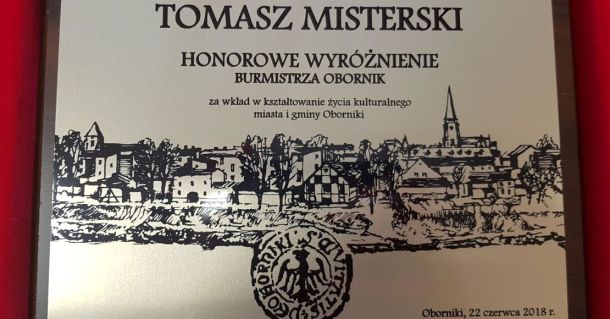 TOMASZ MISTERSKI
HONOROWE WYRÓŻNIENIE
BURMISTRZA OBORNIK
za wkład w kształtowanie życia kulturalnego
miasta i gminy Oborniki
Oborniki, 22 czerwca 2018 r.